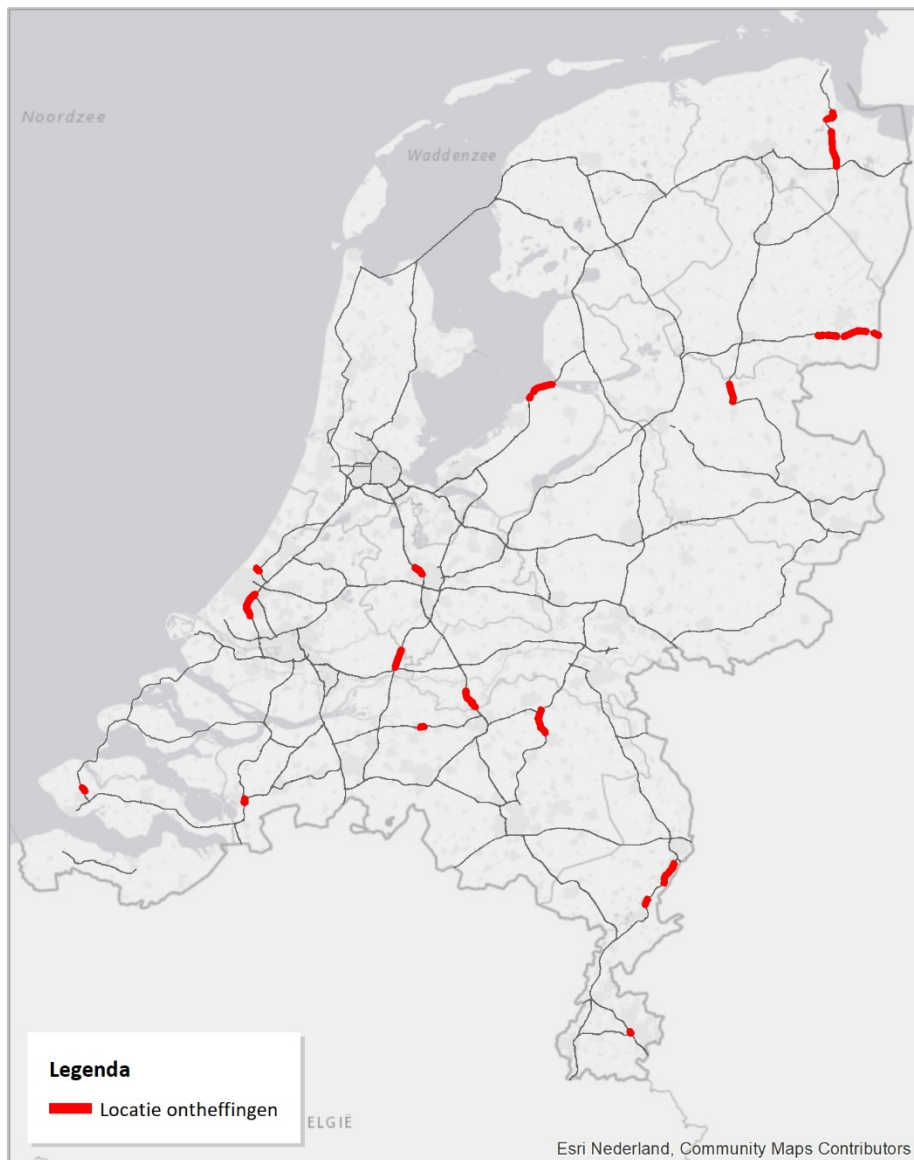 Noordzee
Waddenzee
Legenda
Locatie ontheffingen
ELGIË
Esri Nederland, Community Maps Contributors